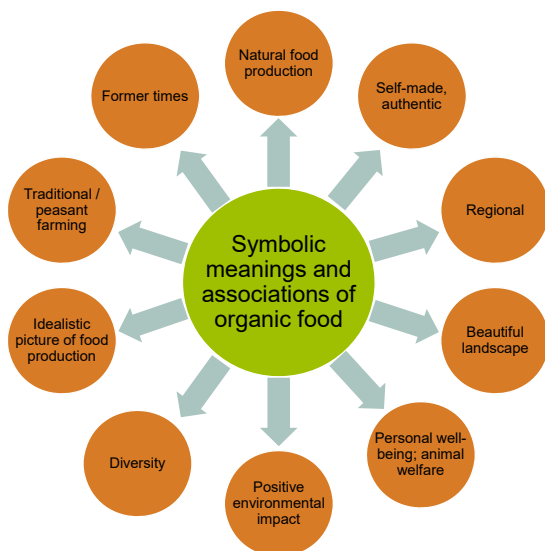 Natural food
production
Self-made,
authentic
Regional
Beautiful
landscape
Personal well-
being; animal
welfare
Positive
environmental
impact
Diversity
Idealistic
picture of food
production
Traditional /
peasant
farming
Former times
Symbolic
meanings and
associations of
organic food